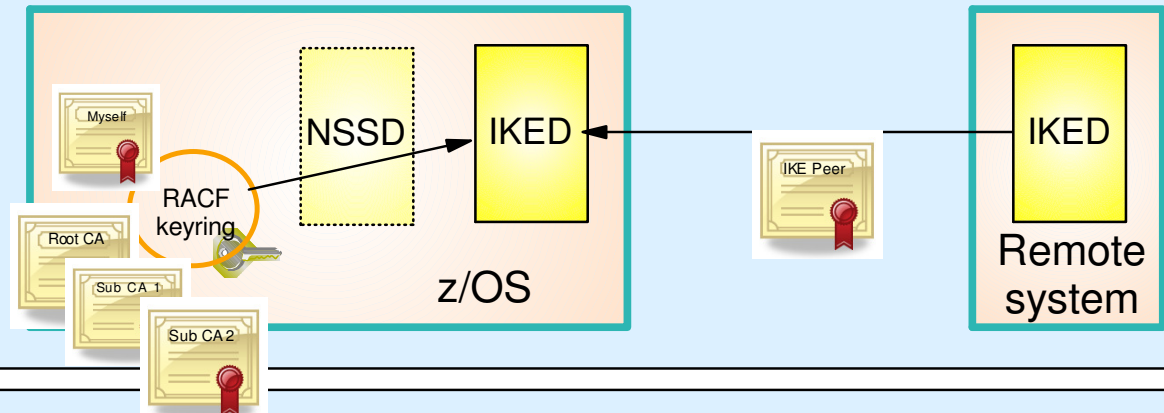 Myself
NSSD
IKED
IKED
IKE Peer
RACF
keyring
Root CA
Sub CA 1
Sub CA 2
z/OS
Remote
system